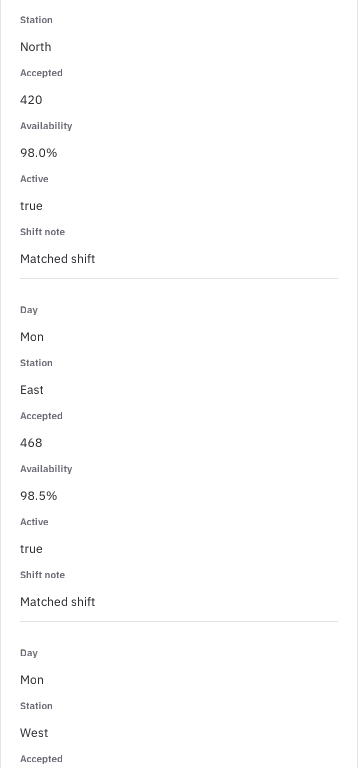 Station
North
Accepted
420
Availability
98.0%
Active
true
Shift note
Matched shift
Day
Mon
Station
East
Accepted
468
Availability
98.5%
Active
true
Shift note
Matched shift
Day
Mon
Station
West
Accepted